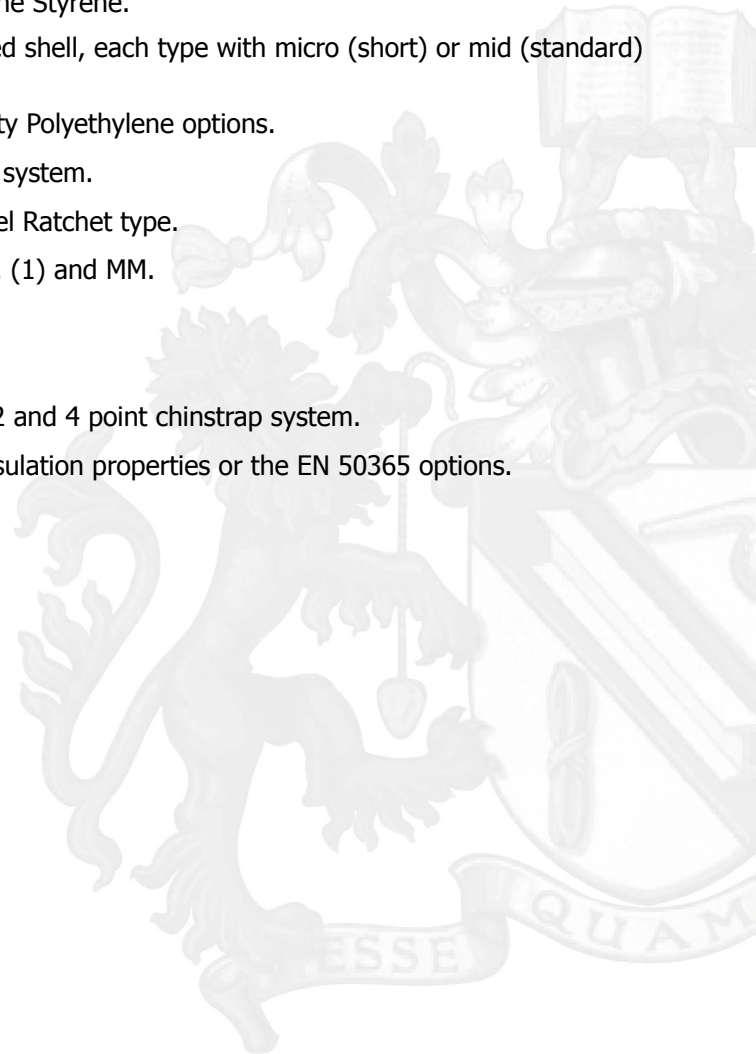 ne Styrene.
ed shell, each type with micro (short) or mid (standard)
ty Polyethylene options.
system.
el Ratchet type.
(1) and MM.
2 and 4 point chinstrap system.
sulation properties or the EN 50365 options.
ESSE QUAM